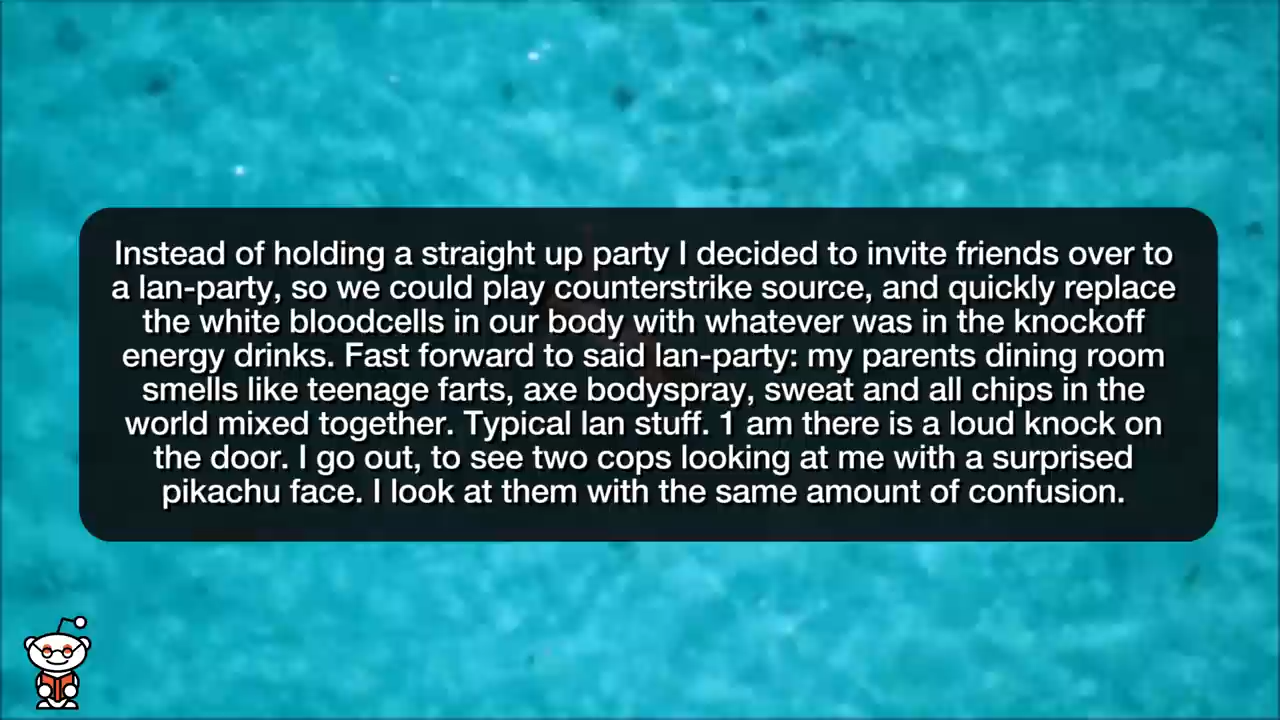 Instead of holding a straight up party I decided to invite friends over to
a lan-party, so we could play counterstrike source, and quickly replace
the white bloodcells in our body with whatever was in the knockoff
energy drinks. Fast forward to said lan-party: my parents dining room
smells like teenage farts, axe bodyspray, sweat and all chips in the
world mixed together. Typical lan stuff. 1 am there is a loud knock on
the door. I go out, to see two cops looking at me with a surprised
pikachu face. I look at them with the same amount of confusion.